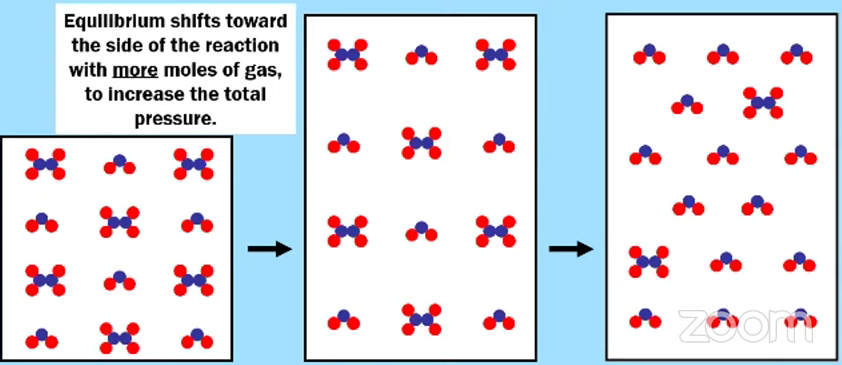 Equilibrium shifts toward
the side of the reaction
with more moles of gas,
to increase the total
pressure.
zoom